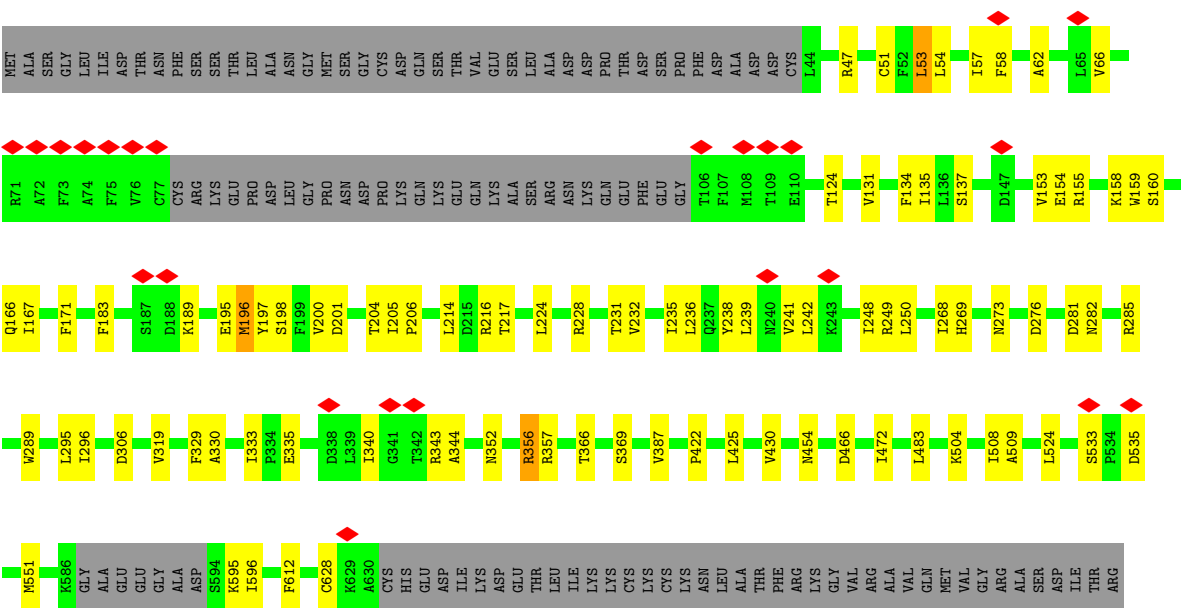 MET ALA SER GLY LEU ILE ASP THR ASN PHE SER SER THR LEU ALA ASN GLY MET SER GLY CYS ASP GLN SER THR VAL GLU SER LEU ALA ASP ASP PRO THR ASP SER PRO PHE ASP ALA ASP ASP CYS L44 R47 C51 F52 L53 L54 I57 F58 A62 L65 V66
R71 A72 F73 A74 F75 V76 C77 CYS ARG LYS GLU PRO ASP LEU GLY PRO ASN ASP PRO LYS GLN LYS GLU GLN LYS ALA SER ARG ASN LYS GLN GLU PHE GLU GLY T106 F107 M108 T109 E110 T124 V131 F134 I135 L136 S137 D147 V153 E154 R155 K158 W159 S160
Q166 I167 F171 F183 S187 D188 K189 E195 M196 Y197 S198 F199 V200 D201 T204 I205 P206 L214 D215 R216 T217 L224 R228 T231 V232 I235 L236 Q237 Y238 L239 N240 V241 L242 K243 I248 R249 L250 I268 H269 N273 D276 D281 N282 R285
W289 L295 I296 D306 V319 F329 A330 I333 P334 E335 D338 L339 I340 G341 T342 R343 A344 N352 R356 R357 T366 S369 V387 P422 L425 V430 N454 D466 I472 L483 K504 I508 A509 L524 S533 P534 D535
M551 K586 GLY ALA GLU GLU GLY ALA ASP S594 K595 I596 F612 C628 K629 A630 CYS HIS GLU ASP ILE LYS ASP GLU THR LEU ILE LYS LYS CYS LYS CYS LYS ASN LEU ALA THR PHE ARG LYS GLY VAL ARG ALA VAL GLN MET VAL GLY ARG ALA SER ASP ILE THR ARG